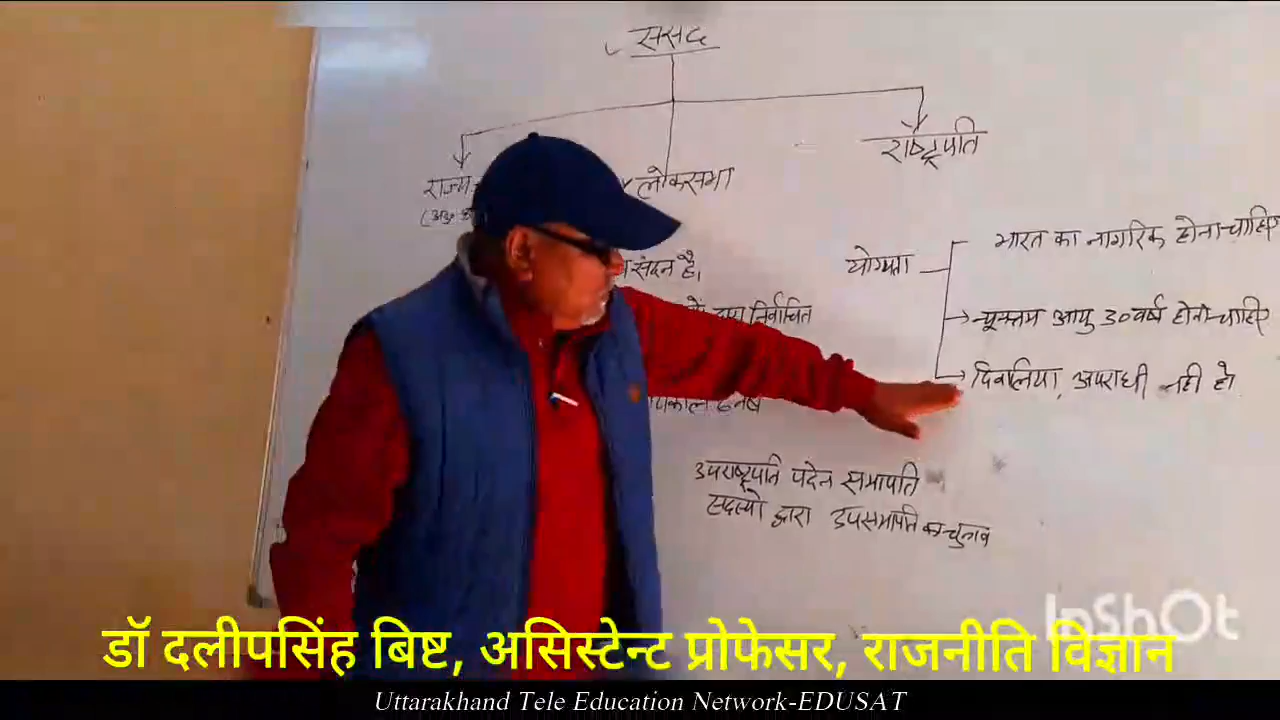 संसद
राज्य
लोकसभा
राष्ट्रपति
सदन है।
द्वारा निर्वाचित
योग्यता
भारत का नागरिक होना चाहिए
न्यूनतम आयु 30 वर्ष होनी चाहिए
दिवालिया, अपराधी नही हो
उपराष्ट्रपति पदेन सभापति
सदस्यो द्वारा उपसभापति का चुनाव
InShOt
डॉ दलीपसिंह बिष्ट, असिस्टेन्ट प्रोफेसर, राजनीति विज्ञान
Uttarakhand Tele Education Network-EDUSAT